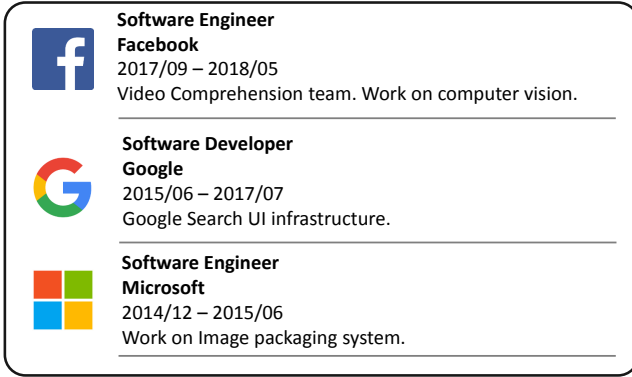 Software Engineer
Facebook
2017/09 – 2018/05
Video Comprehension team. Work on computer vision.
Software Developer
Google
2015/06 – 2017/07
Google Search UI infrastructure.
Software Engineer
Microsoft
2014/12 – 2015/06
Work on Image packaging system.